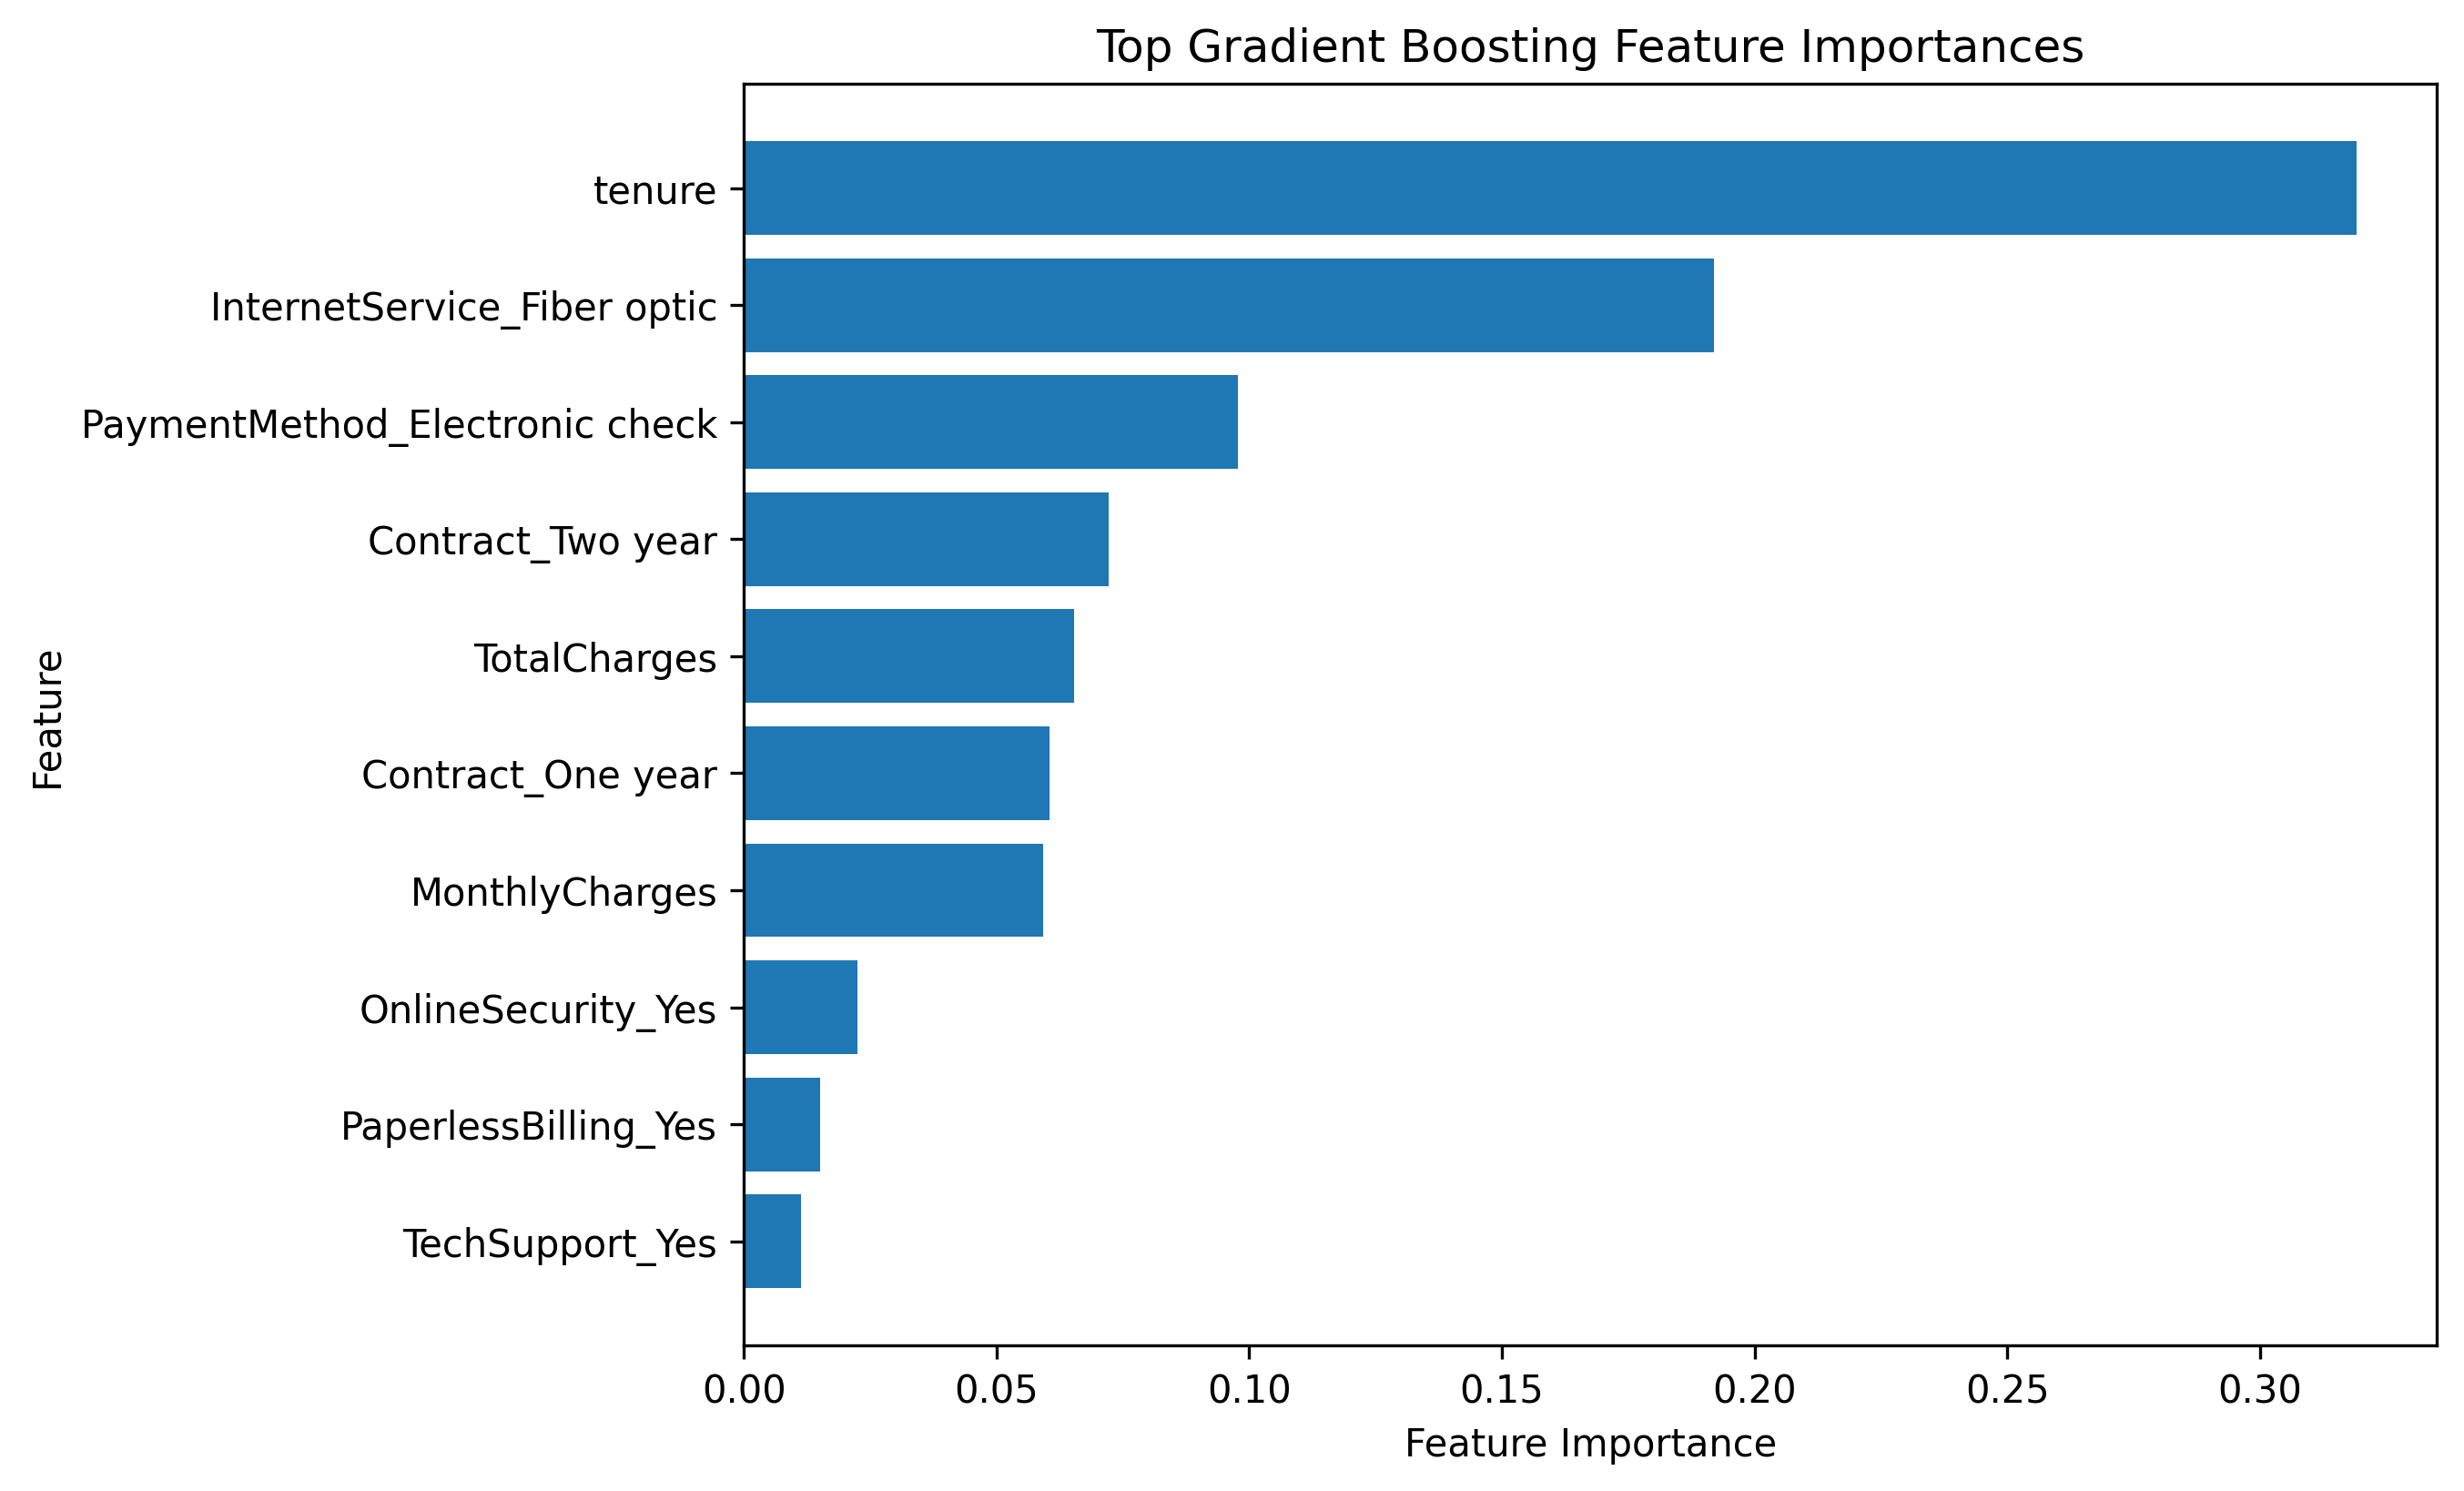 Top Gradient Boosting Feature Importances
tenure
InternetService_Fiber optic
PaymentMethod_Electronic check
Contract_Two year
TotalCharges
Contract_One year
MonthlyCharges
OnlineSecurity_Yes
PaperlessBilling_Yes
TechSupport_Yes
Feature
0.00 0.05 0.10 0.15 0.20 0.25 0.30
Feature Importance